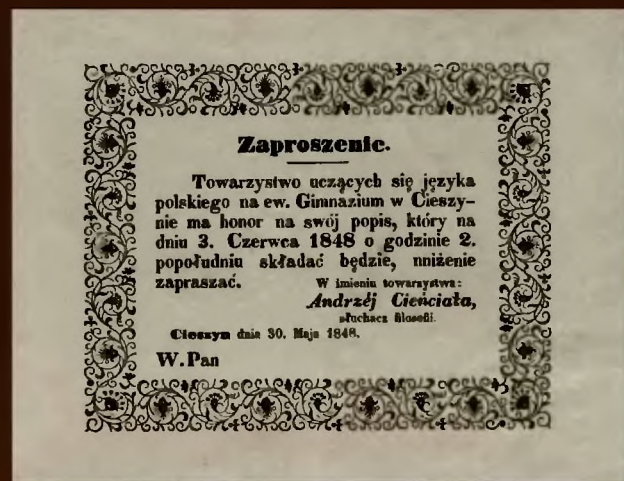 Zaproszenie.
Towarzystwo uczących się języka
polskiego na ew. Gimnazium w Cieszy-
nie ma honor na swój popis, który na
dniu 3. Czerwca 1848 o godzinie 2.
popołudniu składać będzie, uniżenie
zapraszać.
W imieniu towarzystwa:
Andrzéj Cieńciała,
słuchacz filosofii.
Cieszyn dnia 30. Maja 1848.
W. Pan